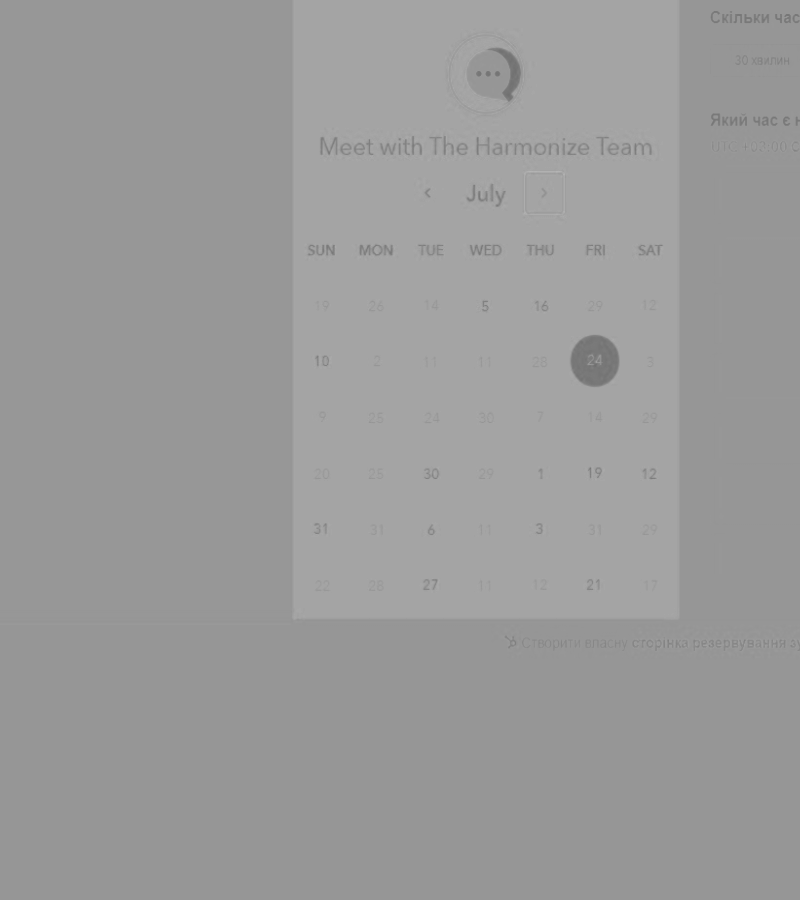 Meet with The Harmonize Team
July
SUN MON TUE WED THU FRI SAT
19 26 14 5 16 29 12
10 2 11 11 26 24 3
9 25 24 30 7 14 29
20 25 30 29 1 19 12
31 31 6 11 3 31 29
22 28 27 11 12 21 17
Скільки час
30 хвилин
Який час є н
UTC +02:00 С
Створити власну сторінка резервування зу